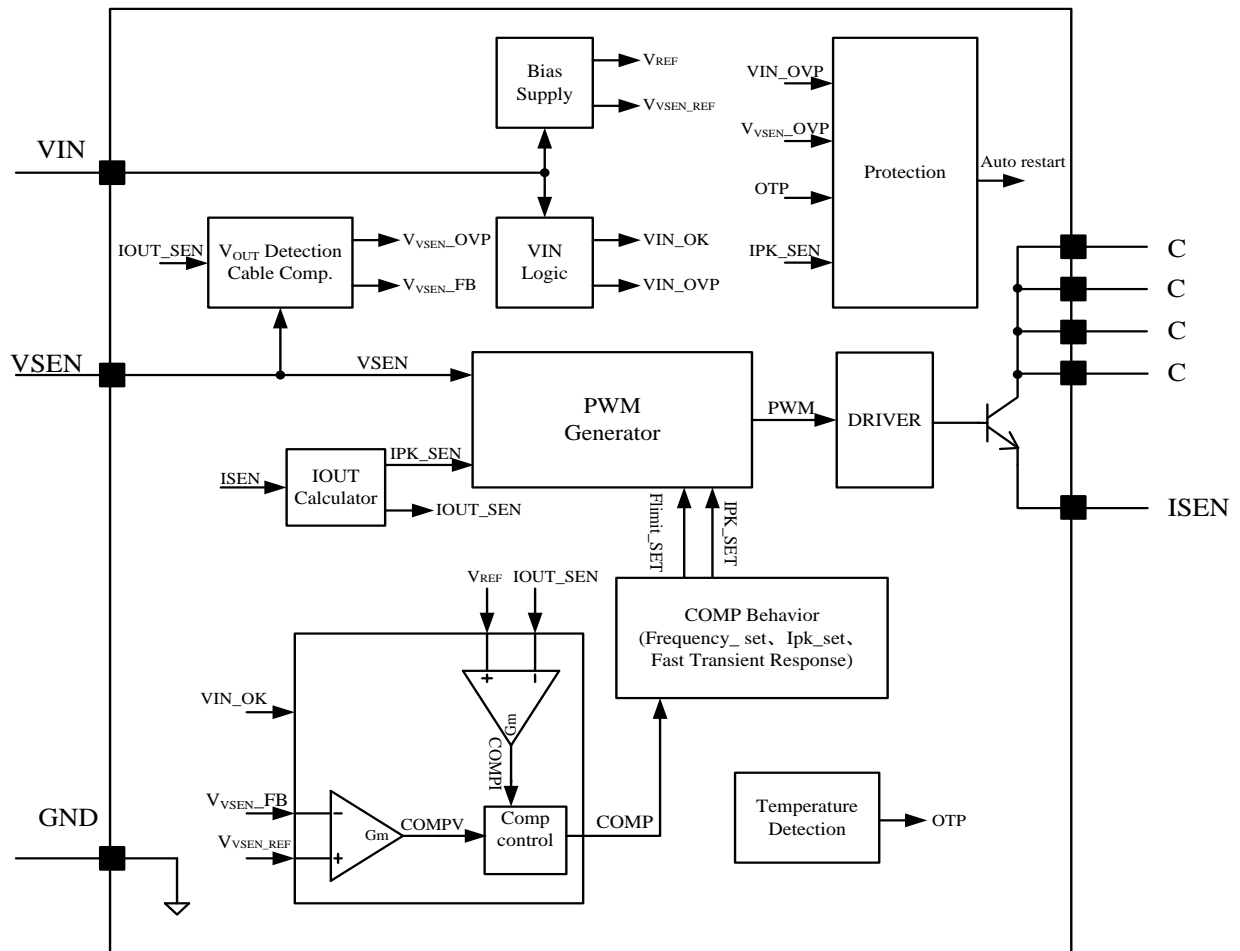 Bias
Supply
VREF
VVSEN_REF
VIN_OVP
VVSEN_OVP
OTP
IPK_SEN
Protection
Auto restart
VIN
IOUT_SEN
VOUT Detection
Cable Comp.
VVSEN_OVP
VVSEN_FB
VIN
Logic
VIN_OK
VIN_OVP
C
C
C
C
VSEN
VSEN
PWM
Generator
PWM
DRIVER
ISEN
IOUT
Calculator
IPK_SEN
IOUT_SEN
ISEN
Flimit_SET
IPK_SET
VREF
IOUT_SEN
COMP Behavior
(Frequency_ set、Ipk_set、
Fast Transient Response)
VIN_OK
+
−
Gm
COMPI
VVSEN_FB
VVSEN_REF
−
+
Gm
COMPV
Comp
control
COMP
Temperature
Detection
OTP
GND